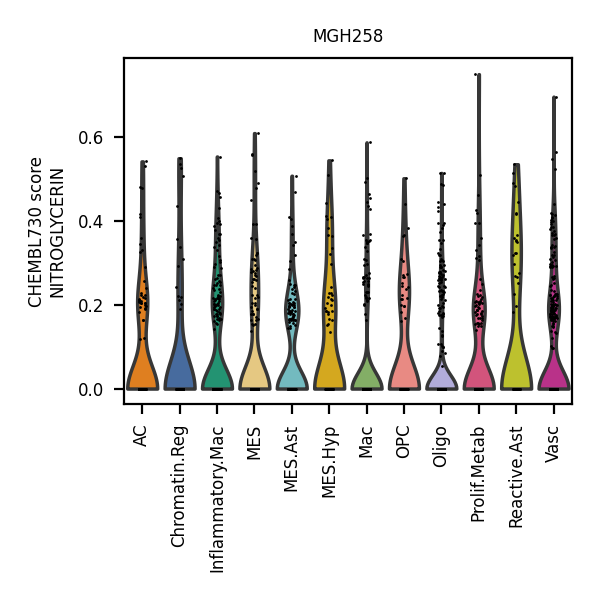 MGH258
CHEMBL730 score
NITROGLYCERIN
0.6
0.4
0.2
0.0
AC
Chromatin.Reg
Inflammatory.Mac
MES
MES.Ast
MES.Hyp
Mac
OPC
Oligo
Prolif.Metab
Reactive.Ast
Vasc